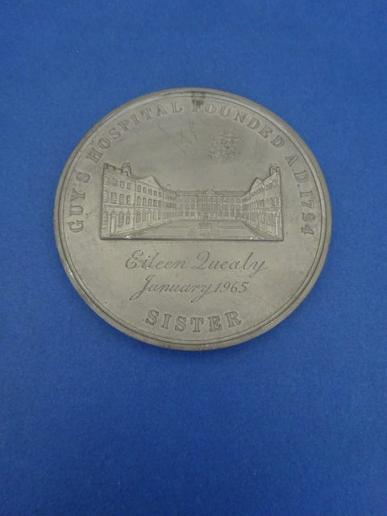 GUY'S HOSPITAL FOUNDED A.D. 1724
Eileen Quealy
January 1965
SISTER